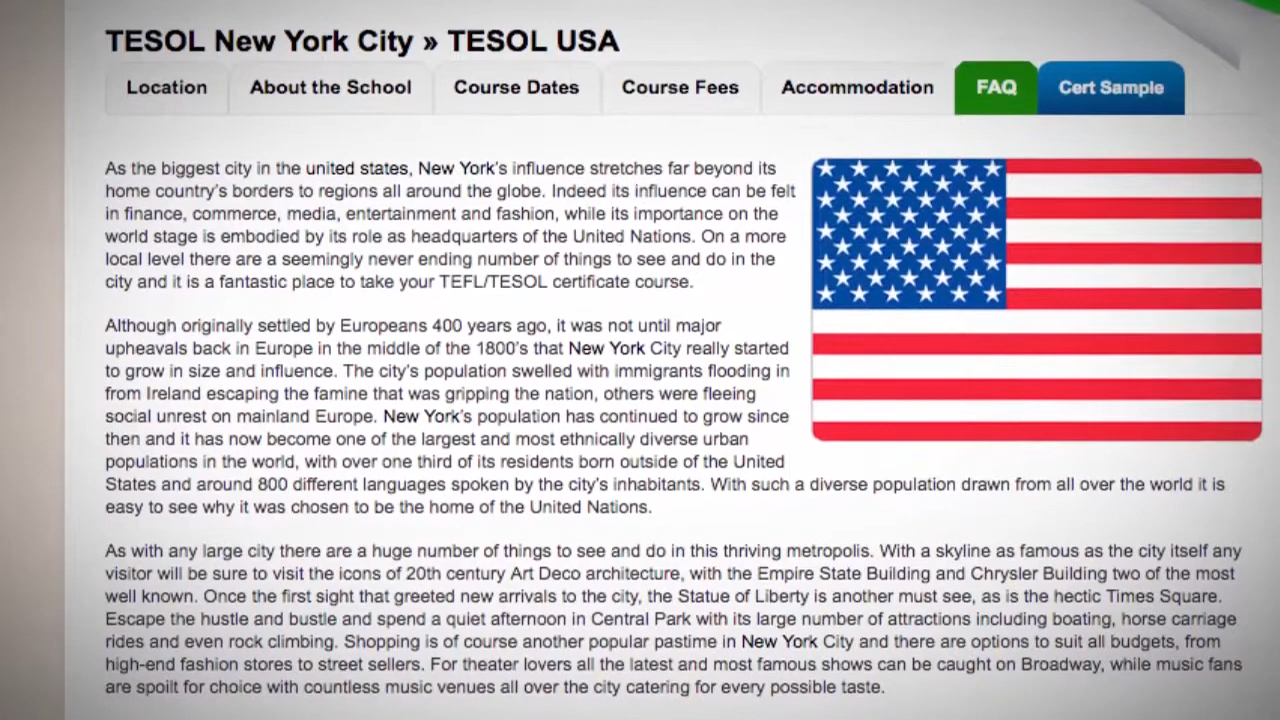 TESOL New York City » TESOL USA
Location About the School Course Dates Course Fees Accommodation FAQ Cert Sample
As the biggest city in the united states, New York's influence stretches far beyond its
home country's borders to regions all around the globe. Indeed its influence can be felt
in finance, commerce, media, entertainment and fashion, while its importance on the
world stage is embodied by its role as headquarters of the United Nations. On a more
local level there are a seemingly never ending number of things to see and do in the
city and it is a fantastic place to take your TEFL/TESOL certificate course.
Although originally settled by Europeans 400 years ago, it was not until major
upheavals back in Europe in the middle of the 1800's that New York City really started
to grow in size and influence. The city's population swelled with immigrants flooding in
from Ireland escaping the famine that was gripping the nation, others were fleeing
social unrest on mainland Europe. New York's population has continued to grow since
then and it has now become one of the largest and most ethnically diverse urban
populations in the world, with over one third of its residents born outside of the United
States and around 800 different languages spoken by the city's inhabitants. With such a diverse population drawn from all over the world it is
easy to see why it was chosen to be the home of the United Nations.
As with any large city there are a huge number of things to see and do in this thriving metropolis. With a skyline as famous as the city itself any
visitor will be sure to visit the icons of 20th century Art Deco architecture, with the Empire State Building and Chrysler Building two of the most
well known. Once the first sight that greeted new arrivals to the city, the Statue of Liberty is another must see, as is the hectic Times Square.
Escape the hustle and bustle and spend a quiet afternoon in Central Park with its large number of attractions including boating, horse carriage
rides and even rock climbing. Shopping is of course another popular pastime in New York City and there are options to suit all budgets, from
high-end fashion stores to street sellers. For theater lovers all the latest and most famous shows can be caught on Broadway, while music fans
are spoilt for choice with countless music venues all over the city catering for every possible taste.